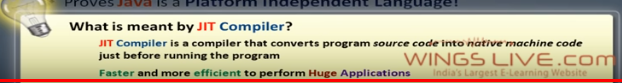 Proves Java is a Platform Independent Language!
What is meant by JIT Compiler?
JIT Compiler is a compiler that converts program source code into native machine code
just before running the program
WINGSLIVE.com
Faster and more efficient to perform Huge Applications
India's Largest E-Learning Website